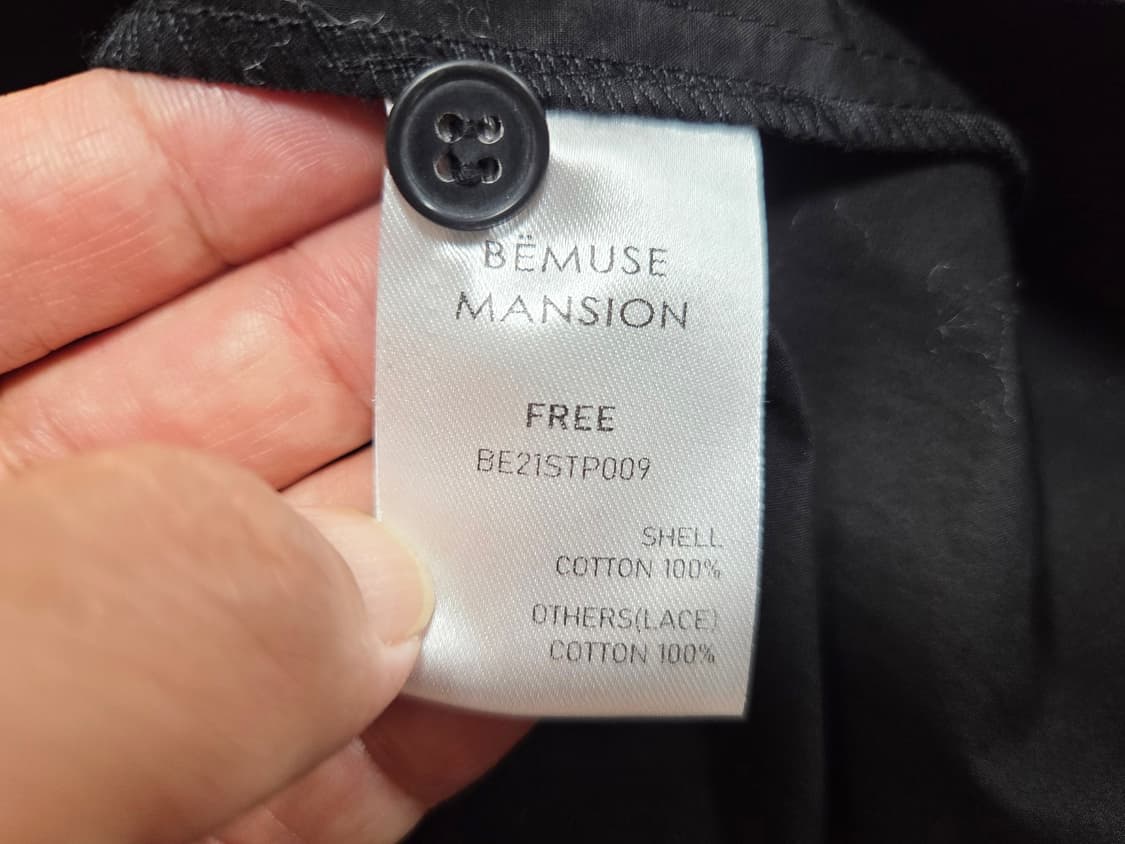 BËMUSE
MANSION
FREE
BE21STP009
SHELL
COTTON 100%
OTHERS(LACE)
COTTON 100%